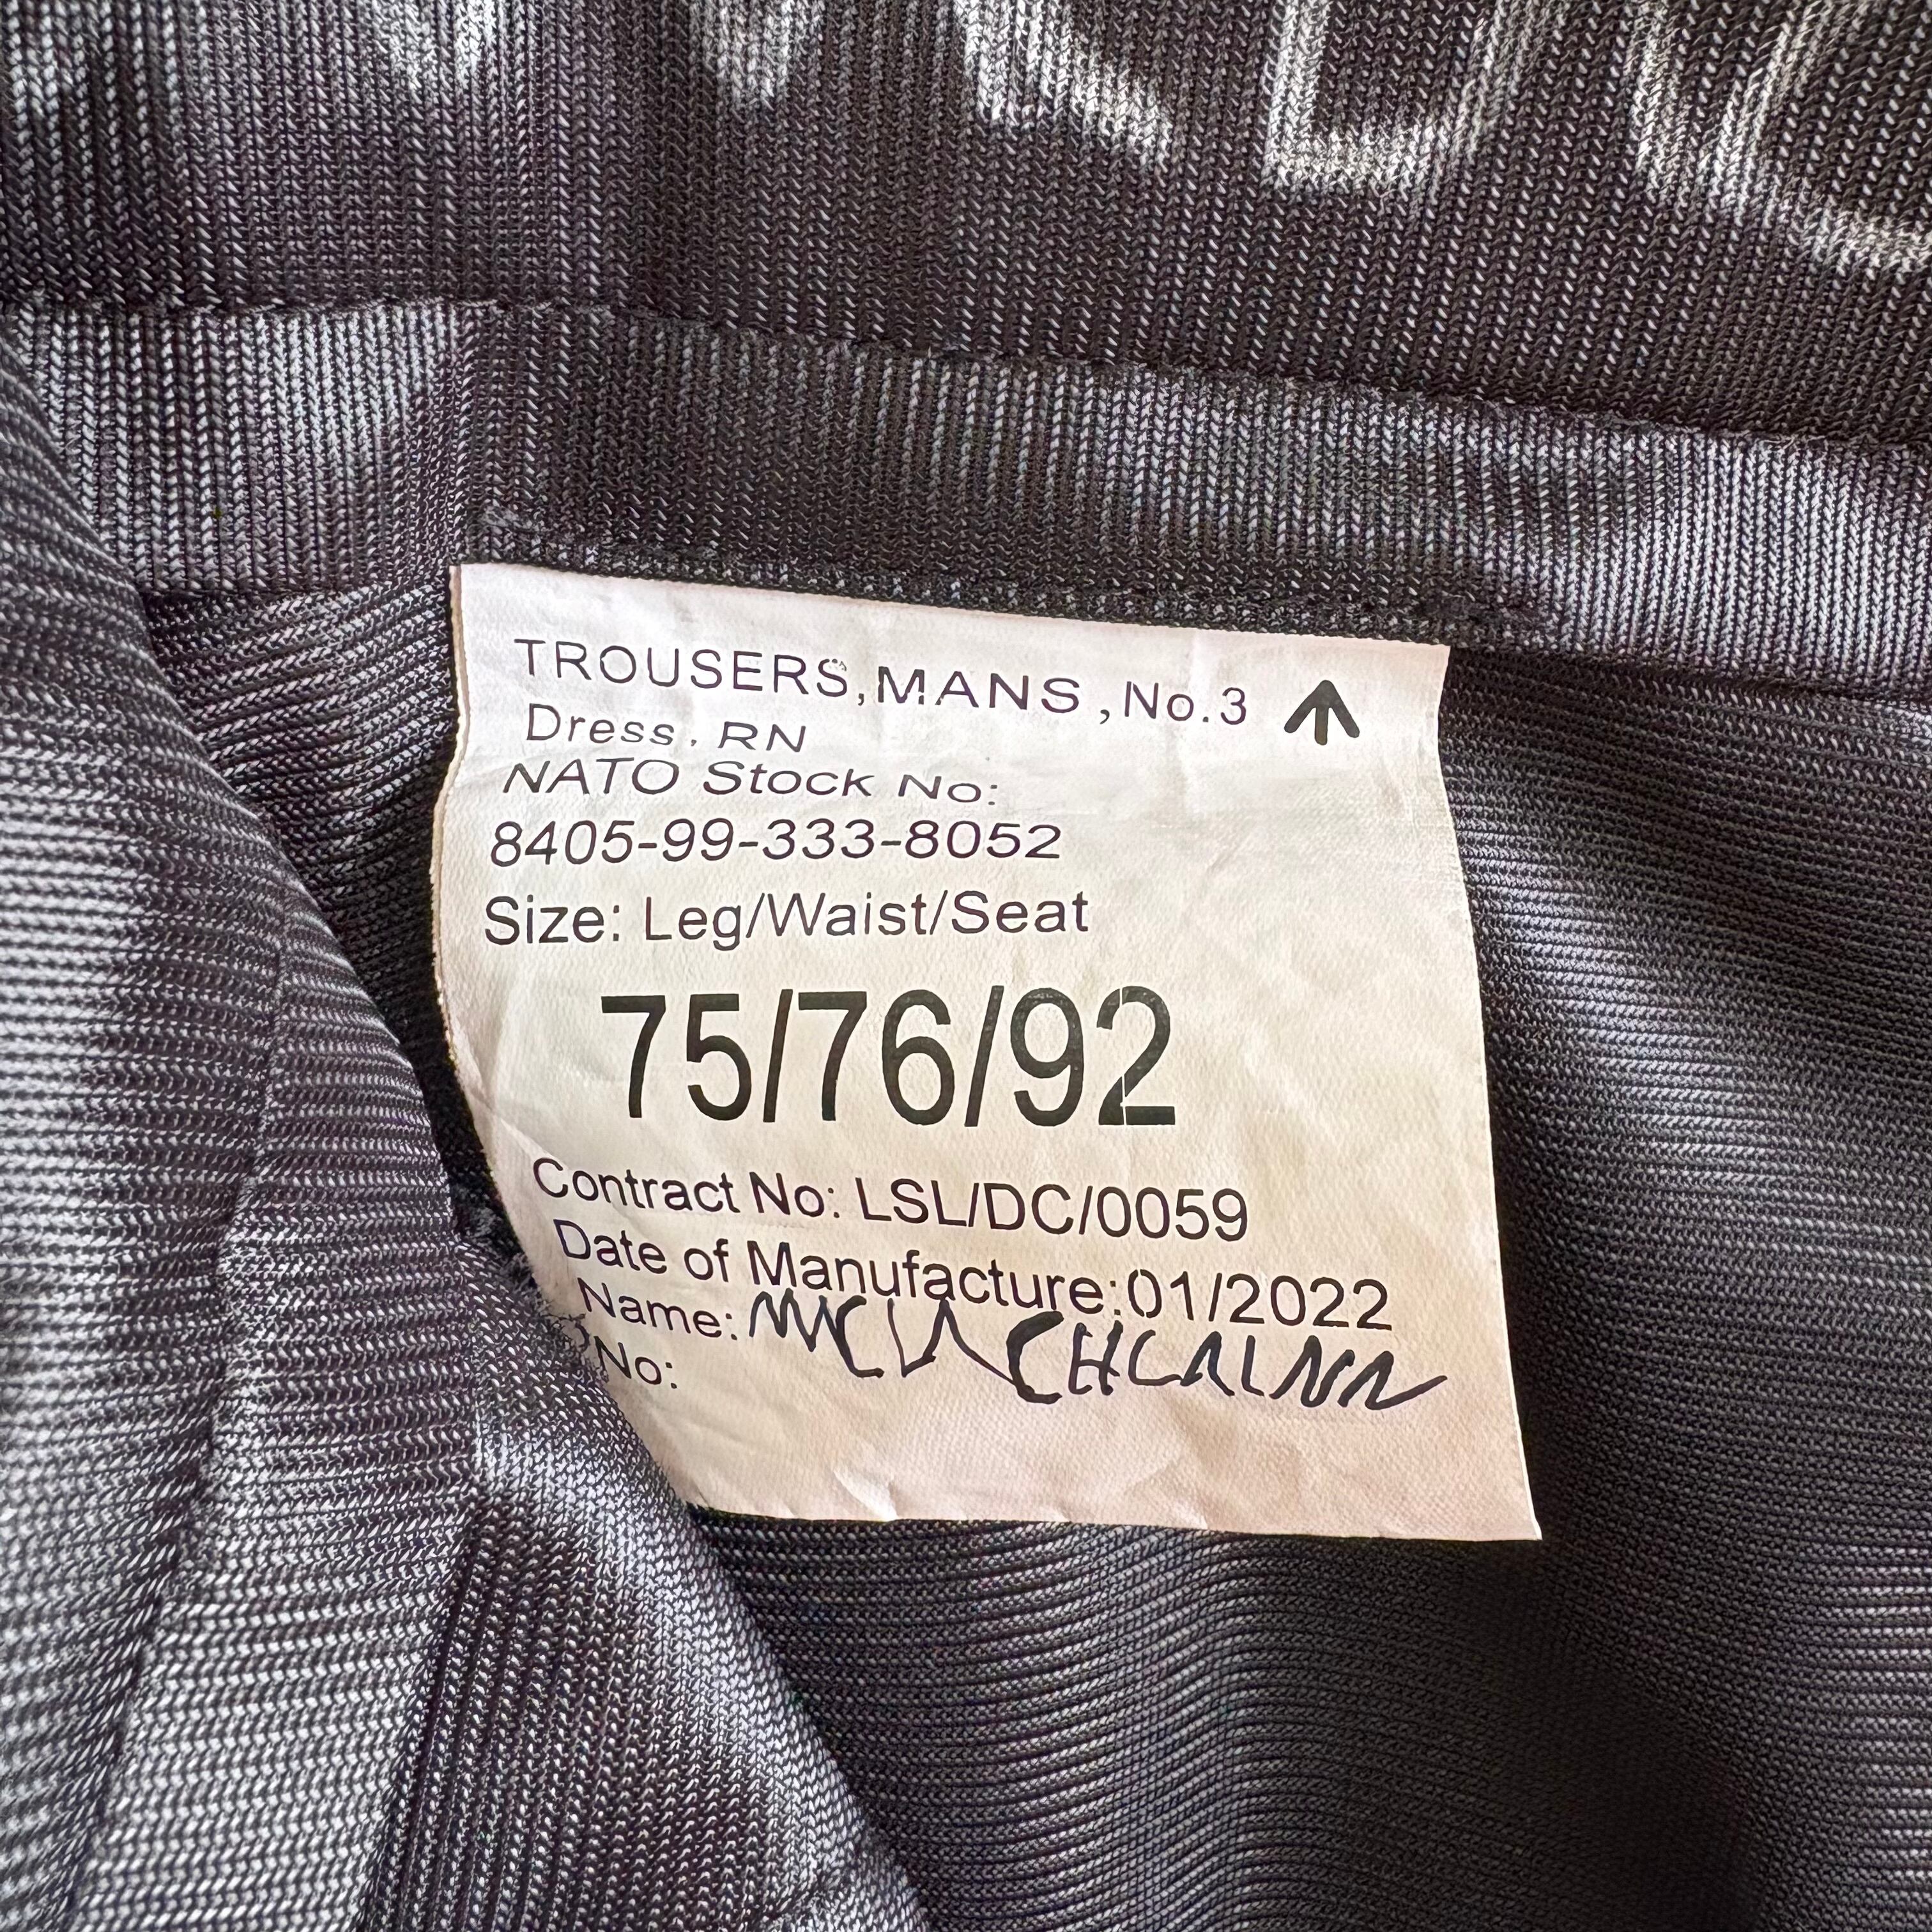 TROUSERS,MANS,No.3
Dress, RN
NATO Stock No:
8405-99-333-8052
Size: Leg/Waist/Seat
75/76/92
Contract No: LSL/DC/0059
Date of Manufacture:01/2022
Name:
No: